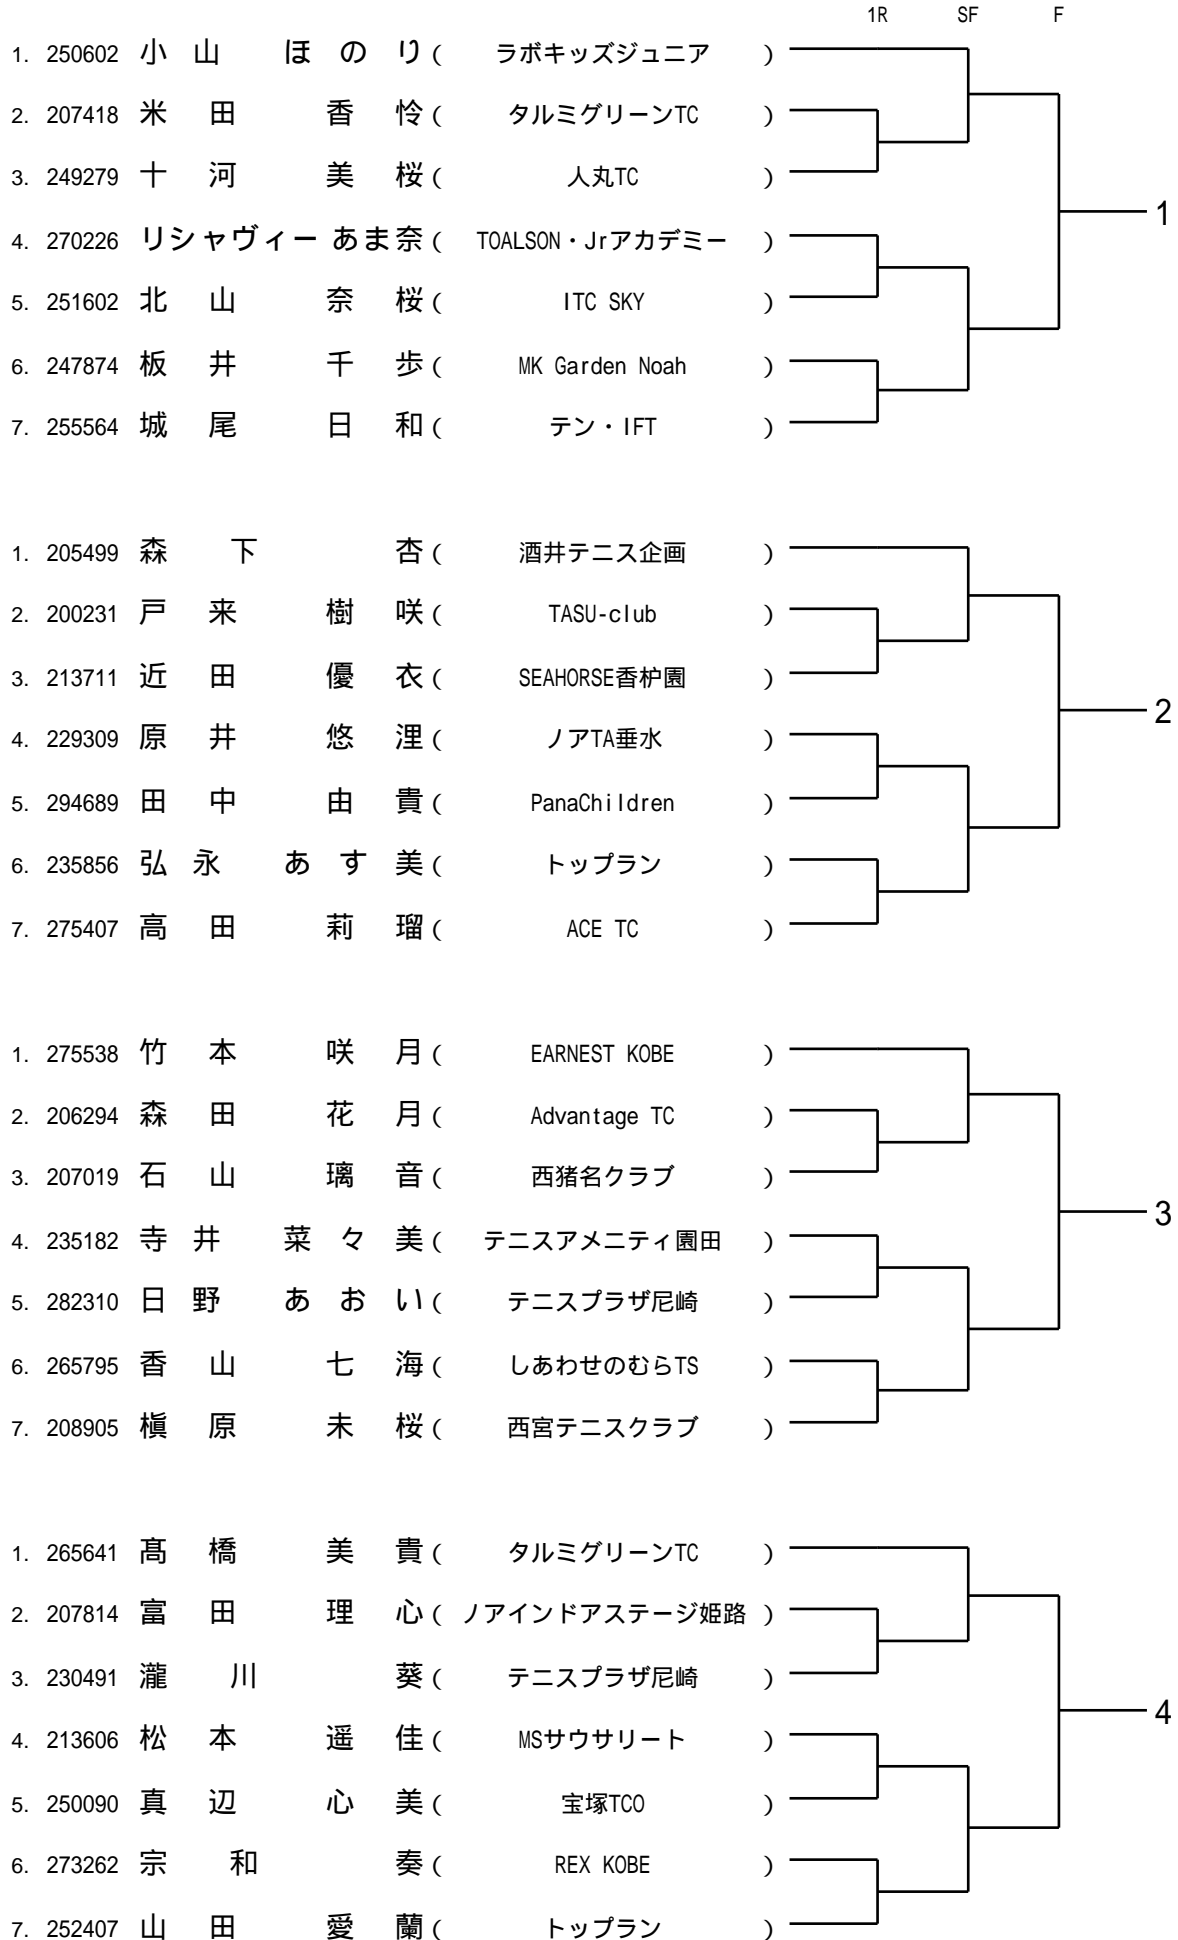 1R SF F
1. 250602 小山 ほのり ( ラボキッズジュニア )
2. 207418 米田 香怜 ( タルミグリーンTC )
3. 249279 十河 美桜 ( 人丸TC )
1
4. 270226 リシャヴィー あま奈 ( TOALSON・Jrアカデミー )
5. 251602 北山 奈桜 ( ITC SKY )
6. 247874 板井 千歩 ( MK Garden Noah )
7. 255564 城尾 日和 ( テン・IFT )
1. 205499 森下 杏 ( 酒井テニス企画 )
2. 200231 戸来 樹咲 ( TASU-club )
3. 213711 近田 優衣 ( SEAHORSE香枦園 )
2
4. 229309 原井 悠浬 ( ノアTA垂水 )
5. 294689 田中 由貴 ( PanaChildren )
6. 235856 弘永 あす美 ( トップラン )
7. 275407 高田 莉瑠 ( ACE TC )
1. 275538 竹本 咲月 ( EARNEST KOBE )
2. 206294 森田 花月 ( Advantage TC )
3. 207019 石山 璃音 ( 西猪名クラブ )
3
4. 235182 寺井 菜々美 ( テニスアメニティ園田 )
5. 282310 日野 あおい ( テニスプラザ尼崎 )
6. 265795 香山 七海 ( しあわせのむらTS )
7. 208905 槇原 未桜 ( 西宮テニスクラブ )
1. 265641 髙橋 美貴 ( タルミグリーンTC )
2. 207814 富田 理心 ( ノアインドアステージ姫路 )
3. 230491 瀧川 葵 ( テニスプラザ尼崎 )
4
4. 213606 松本 遥佳 ( MSサウサリート )
5. 250090 真辺 心美 ( 宝塚TCO )
6. 273262 宗和 奏 ( REX KOBE )
7. 252407 山田 愛蘭 ( トップラン )